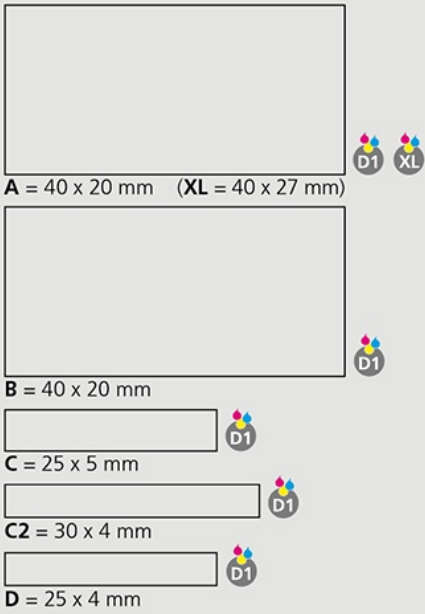 D1 XL
A = 40 x 20 mm (XL = 40 x 27 mm)
D1
B = 40 x 20 mm
D1
C = 25 x 5 mm
D1
C2 = 30 x 4 mm
D1
D = 25 x 4 mm